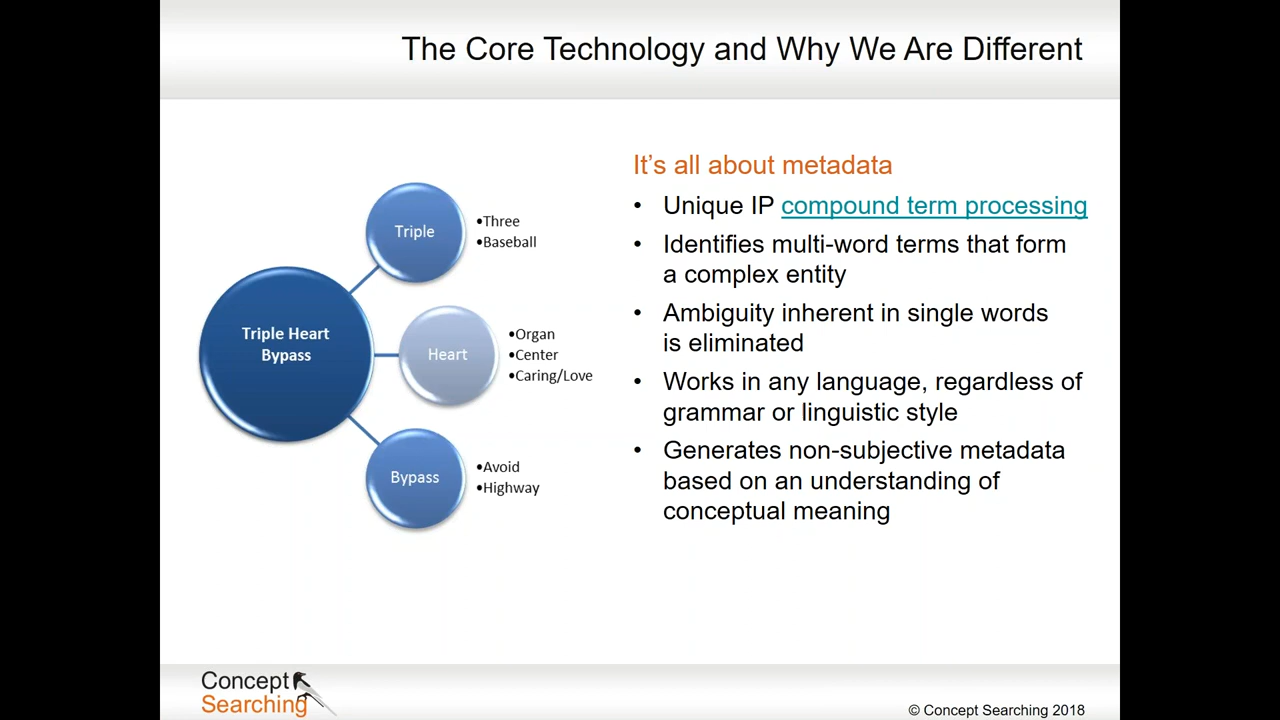 The Core Technology and Why We Are Different
Triple Heart
Bypass
Triple
•Three
•Baseball
Heart
•Organ
•Center
•Caring/Love
Bypass
•Avoid
•Highway
It's all about metadata
• Unique IP compound term processing
• Identifies multi-word terms that form
a complex entity
• Ambiguity inherent in single words
is eliminated
• Works in any language, regardless of
grammar or linguistic style
• Generates non-subjective metadata
based on an understanding of
conceptual meaning
Concept
Searching
© Concept Searching 2018